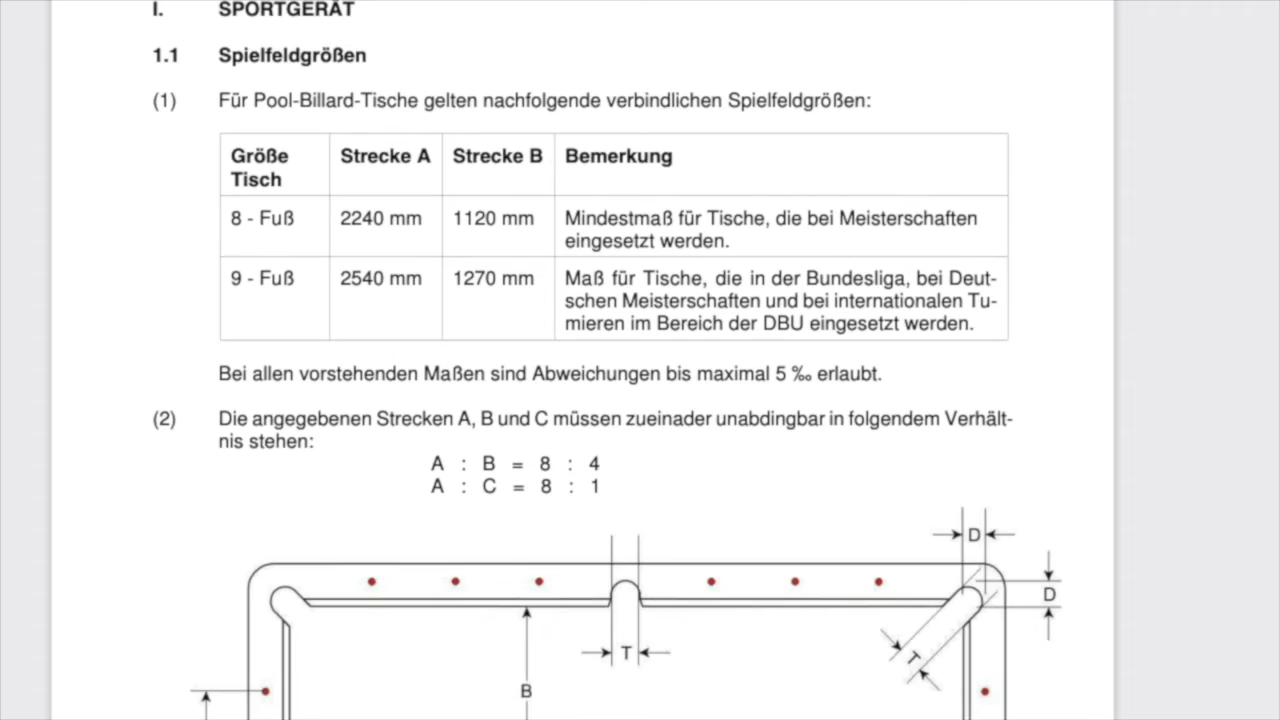 I. SPORTGERÄT
1.1 Spielfeldgrößen
(1) Für Pool-Billard-Tische gelten nachfolgende verbindlichen Spielfeldgrößen:
Größe Tisch Strecke A Strecke B Bemerkung
8 - Fuß 2240 mm 1120 mm Mindestmaß für Tische, die bei Meisterschaften
eingesetzt werden.
9 - Fuß 2540 mm 1270 mm Maß für Tische, die in der Bundesliga, bei Deut-
schen Meisterschaften und bei internationalen Tu-
mieren im Bereich der DBU eingesetzt werden.
Bei allen vorstehenden Maßen sind Abweichungen bis maximal 5 ‰ erlaubt.
(2) Die angegebenen Strecken A, B und C müssen zueinader unabdingbar in folgendem Verhält-
nis stehen:
A : B = 8 : 4
A : C = 8 : 1
D
D
T
T
B